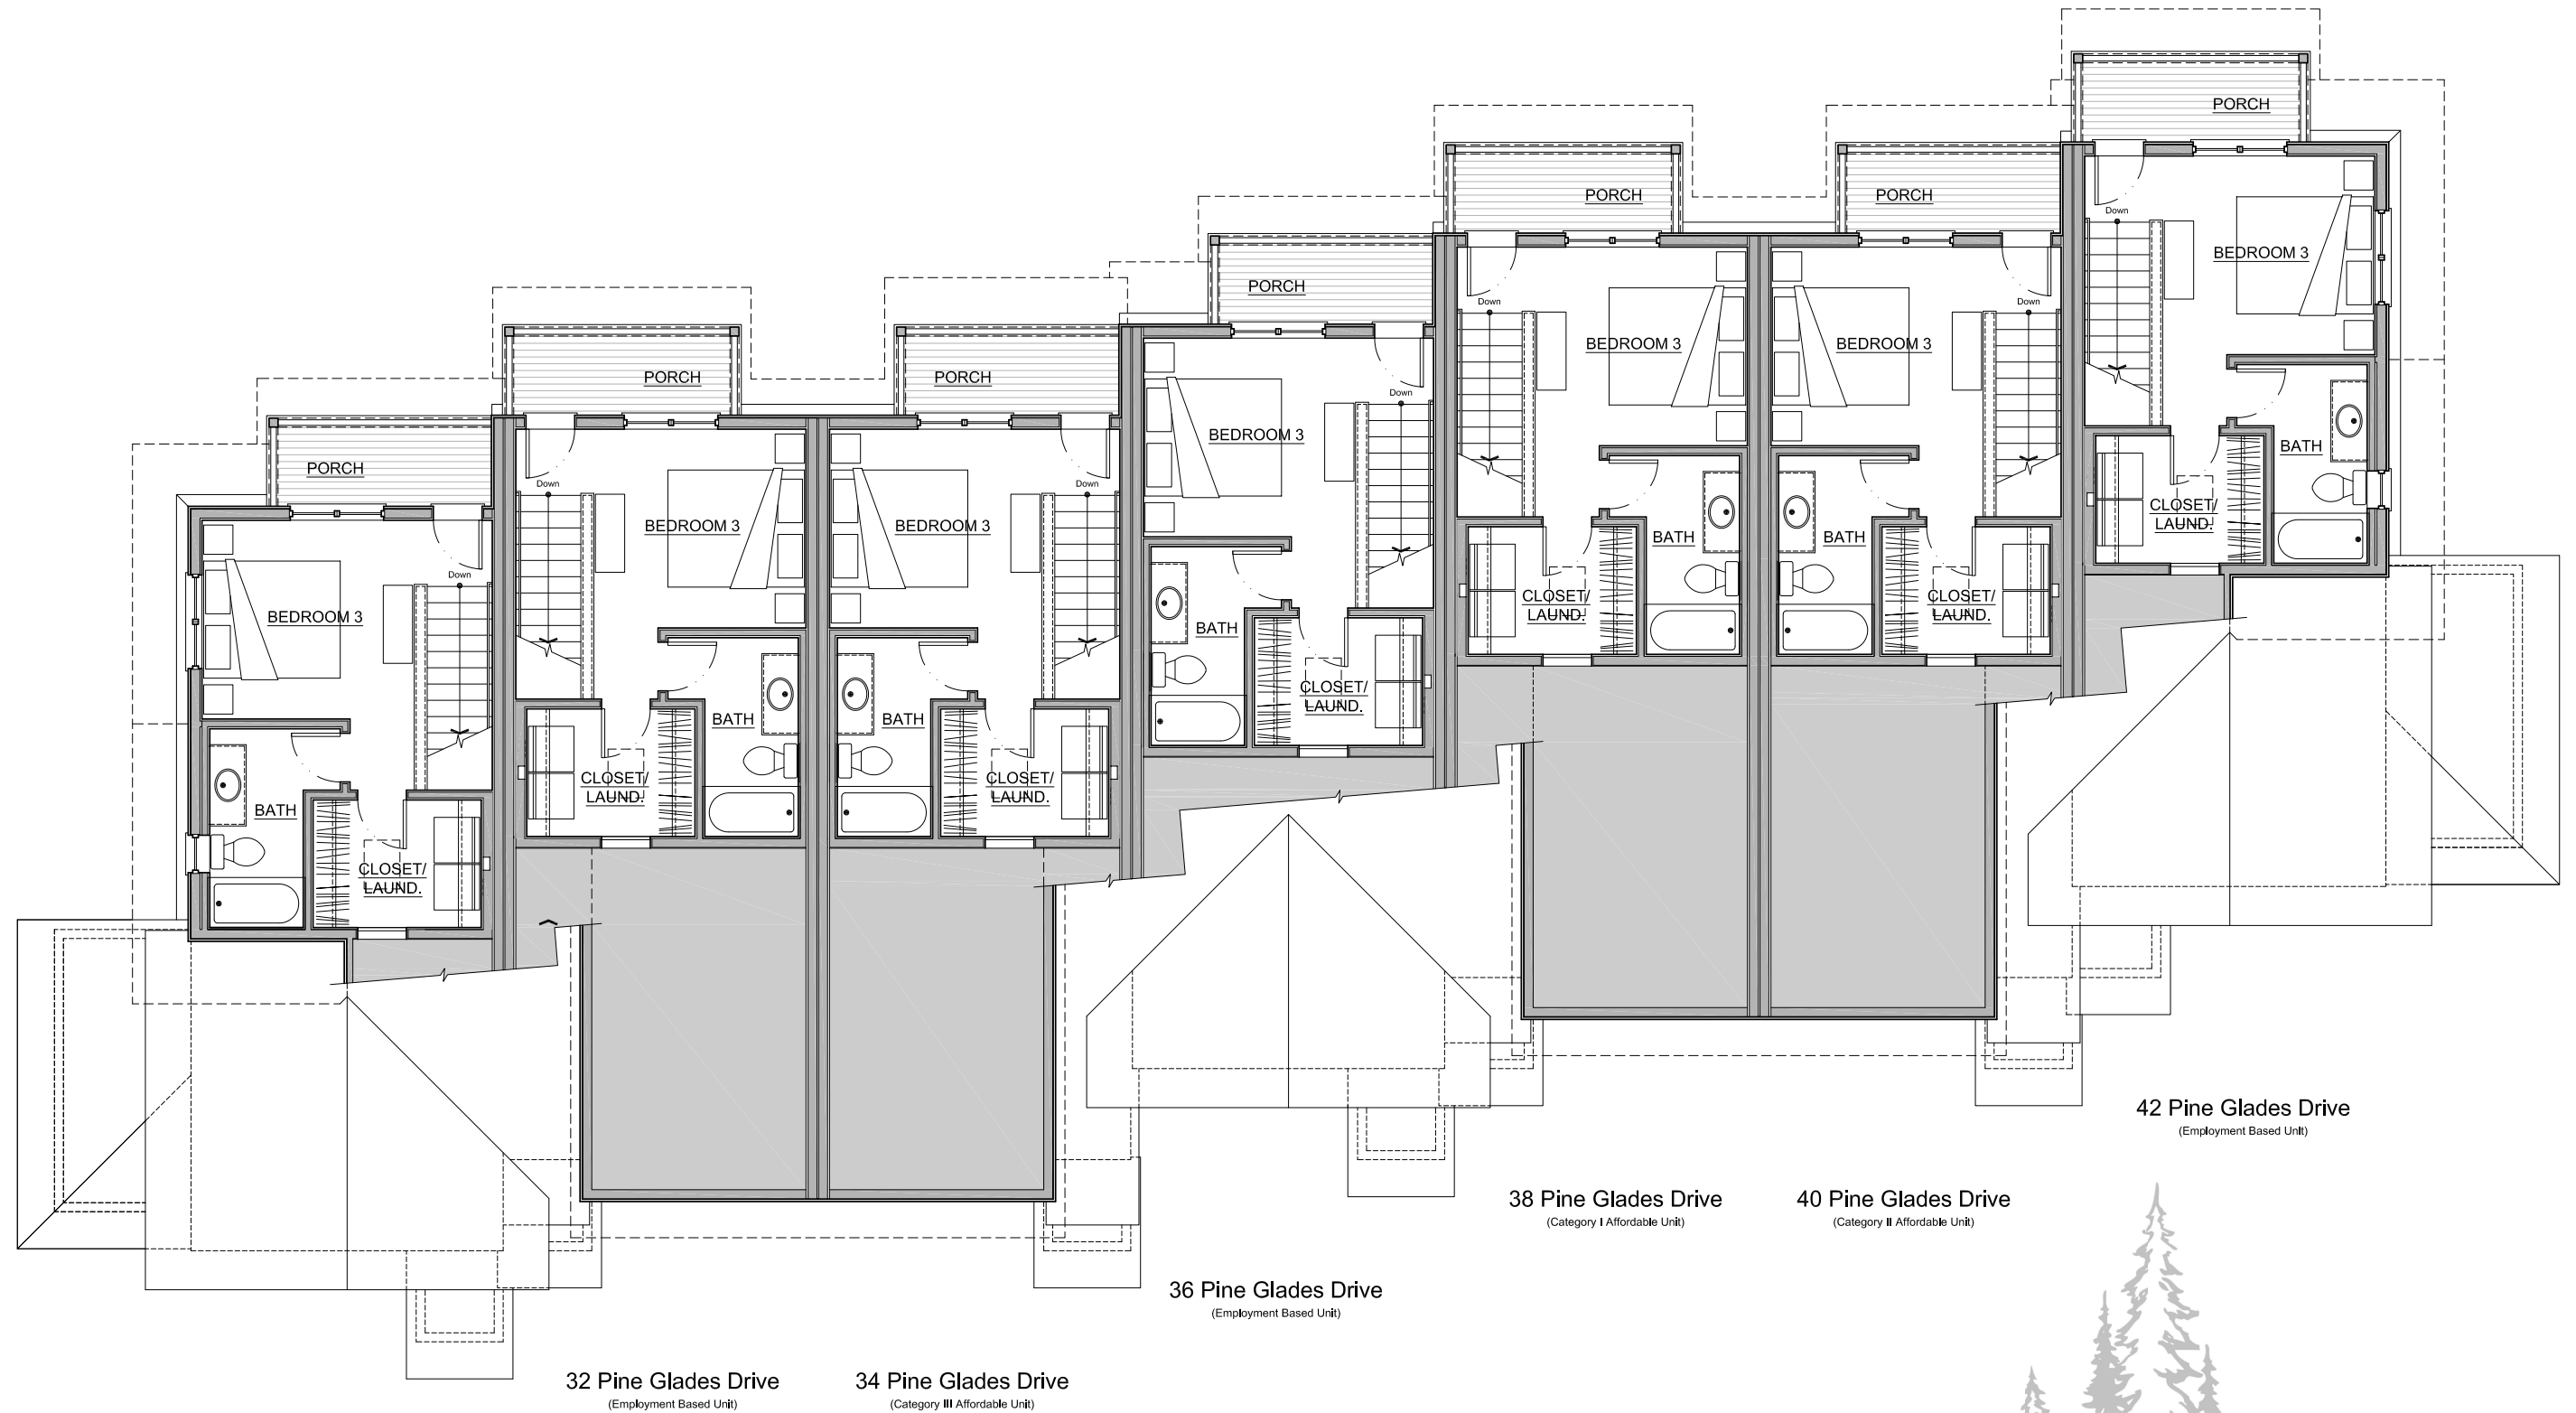 PORCH
Down
BEDROOM 3
BATH
CLOSET/
LAUND.
PORCH
Down
BEDROOM 3
BATH
CLOSET/
LAUND.
32 Pine Glades Drive
(Employment Based Unit)
PORCH
Down
BEDROOM 3
BATH
CLOSET/
LAUND.
34 Pine Glades Drive
(Category III Affordable Unit)
PORCH
Down
BEDROOM 3
BATH
CLOSET/
LAUND.
36 Pine Glades Drive
(Employment Based Unit)
PORCH
Down
BEDROOM 3
BATH
CLOSET/
LAUND.
38 Pine Glades Drive
(Category I Affordable Unit)
PORCH
Down
BEDROOM 3
BATH
CLOSET/
LAUND.
40 Pine Glades Drive
(Category II Affordable Unit)
PORCH
Down
BEDROOM 3
BATH
CLOSET/
LAUND.
42 Pine Glades Drive
(Employment Based Unit)